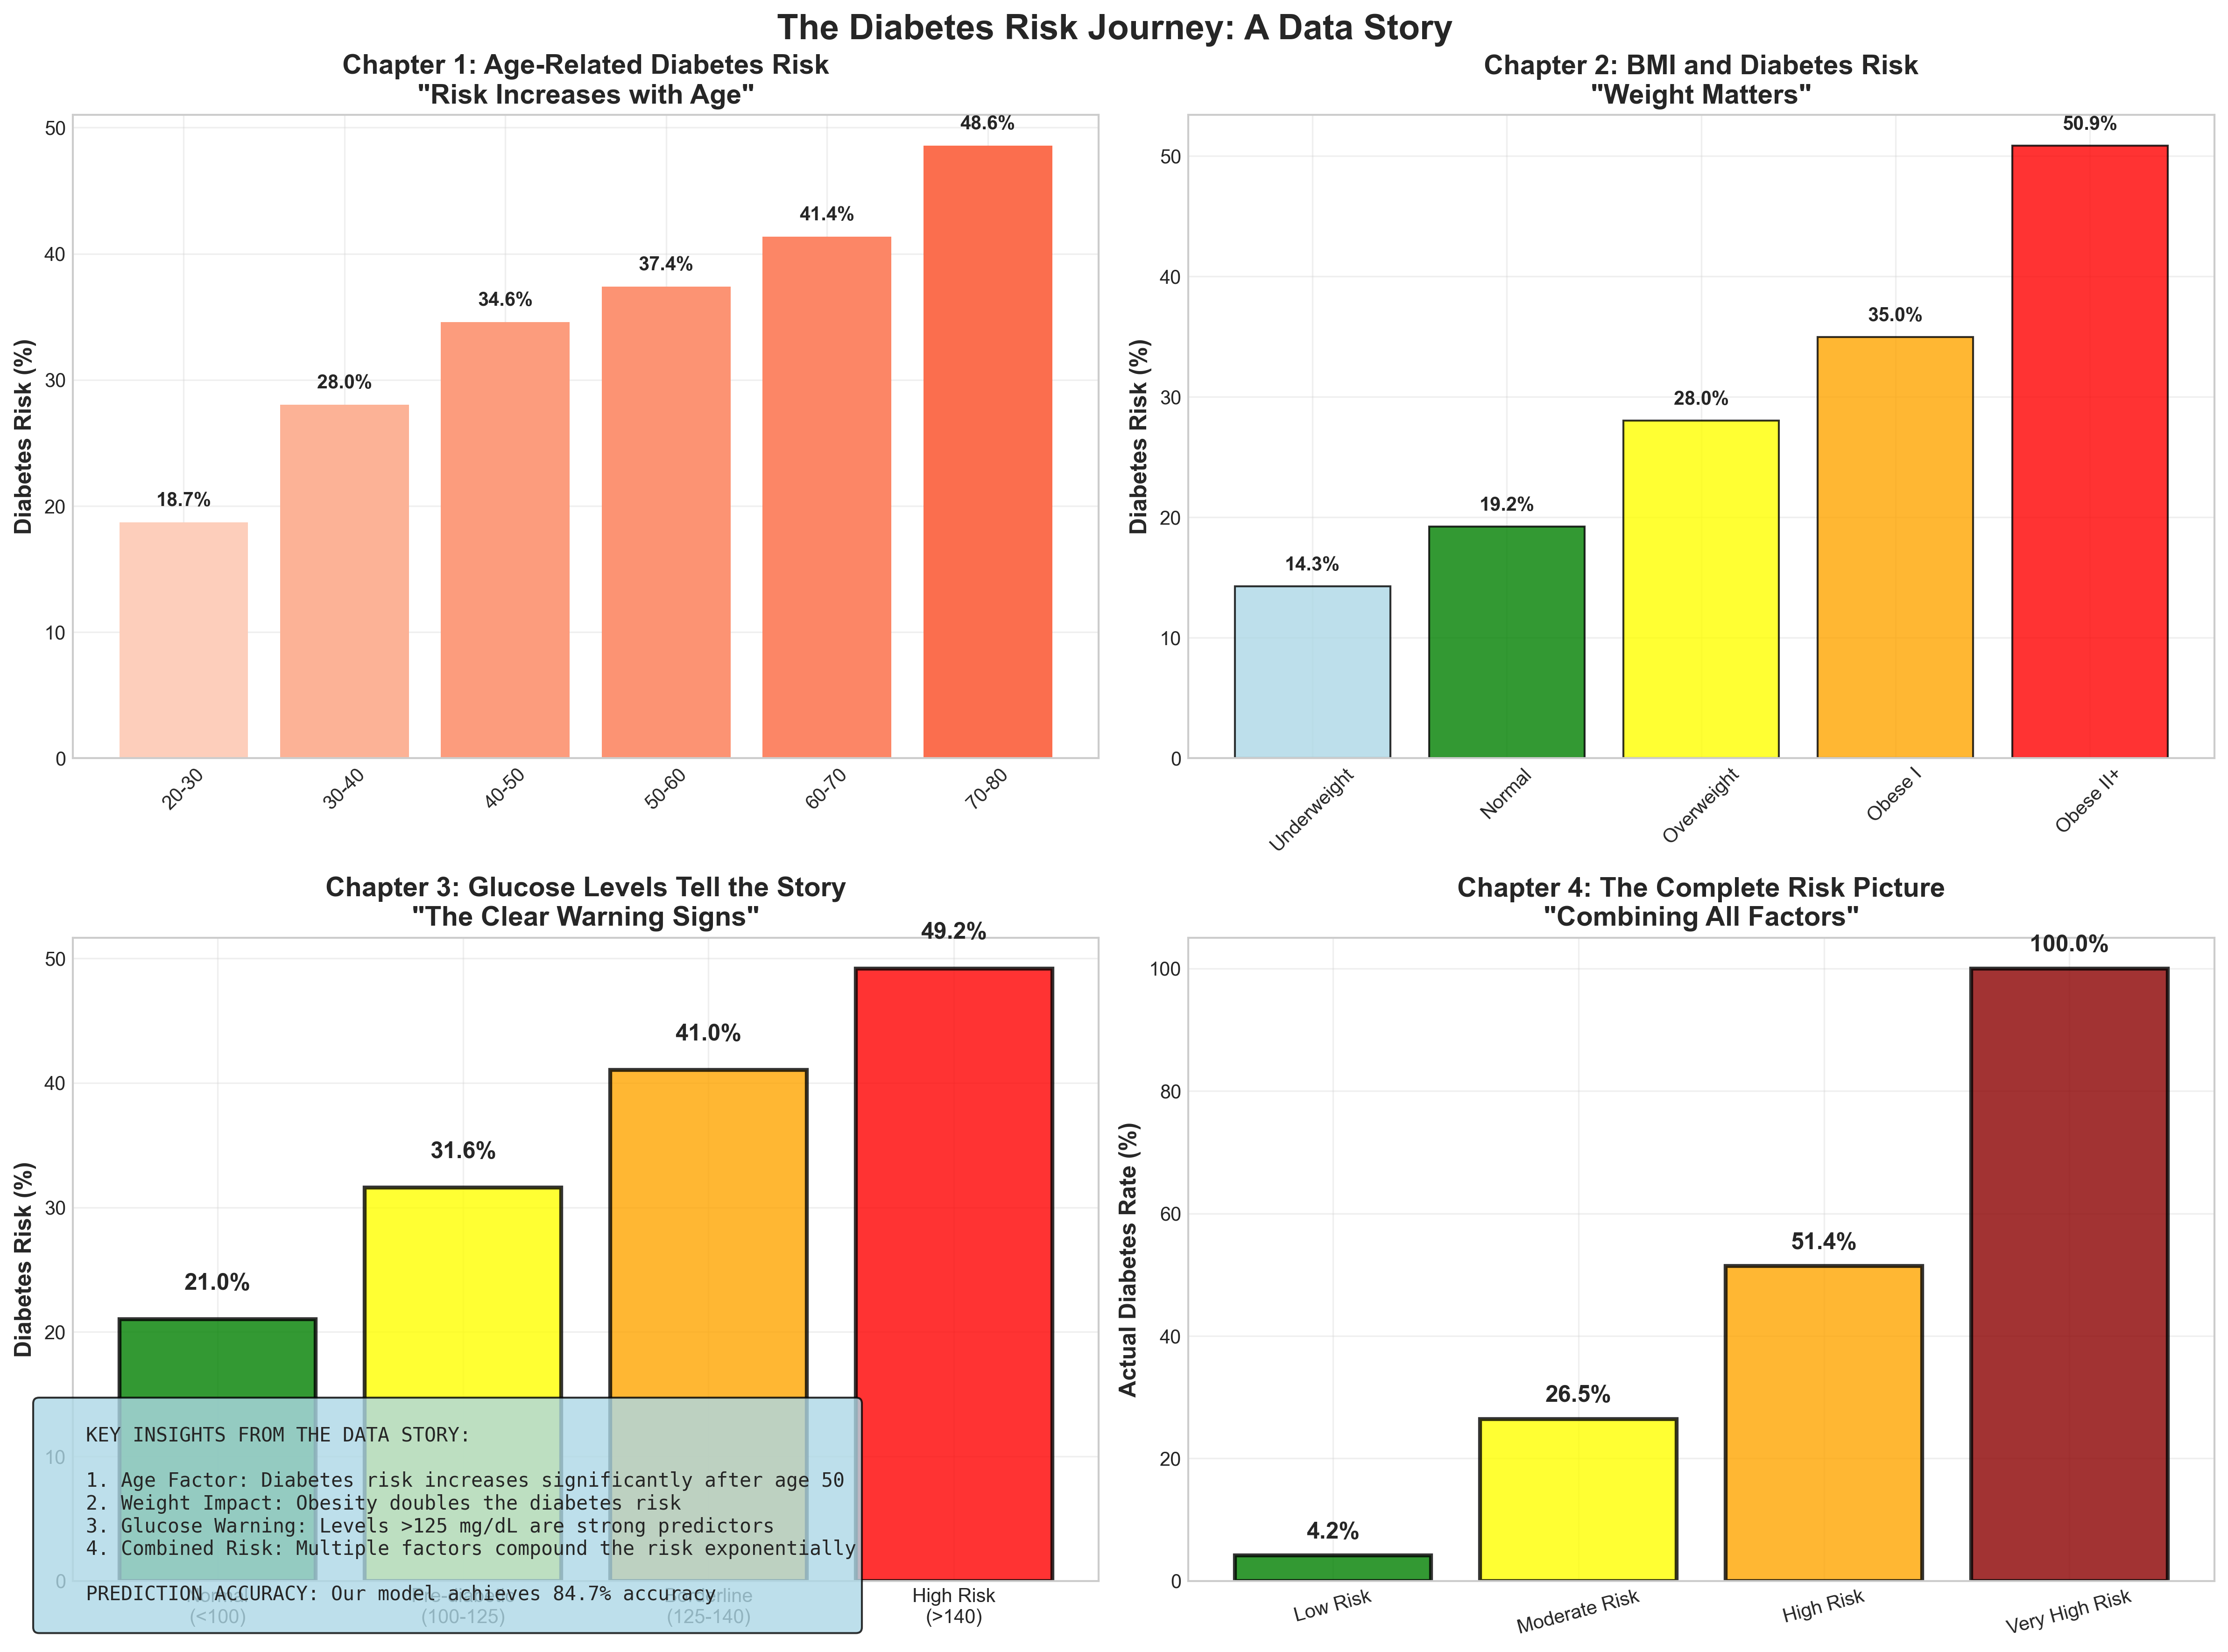 The Diabetes Risk Journey: A Data Story
Chapter 1: Age-Related Diabetes Risk
"Risk Increases with Age"
Diabetes Risk (%)
50
40
30
20
10
0
18.7%
28.0%
34.6%
37.4%
41.4%
48.6%
20-30
30-40
40-50
50-60
60-70
70-80
Chapter 2: BMI and Diabetes Risk
"Weight Matters"
Diabetes Risk (%)
50
40
30
20
10
0
14.3%
19.2%
28.0%
35.0%
50.9%
Underweight
Normal
Overweight
Obese I
Obese II+
Chapter 3: Glucose Levels Tell the Story
"The Clear Warning Signs"
Diabetes Risk (%)
50
40
30
20
10
0
21.0%
31.6%
41.0%
49.2%
Normal
(<100)
Pre-diabetic
(100-125)
Borderline
(125-140)
High Risk
(>140)
KEY INSIGHTS FROM THE DATA STORY:
1. Age Factor: Diabetes risk increases significantly after age 50
2. Weight Impact: Obesity doubles the diabetes risk
3. Glucose Warning: Levels >125 mg/dL are strong predictors
4. Combined Risk: Multiple factors compound the risk exponentially
PREDICTION ACCURACY: Our model achieves 84.7% accuracy
Chapter 4: The Complete Risk Picture
"Combining All Factors"
Actual Diabetes Rate (%)
100
80
60
40
20
0
4.2%
26.5%
51.4%
100.0%
Low Risk
Moderate Risk
High Risk
Very High Risk